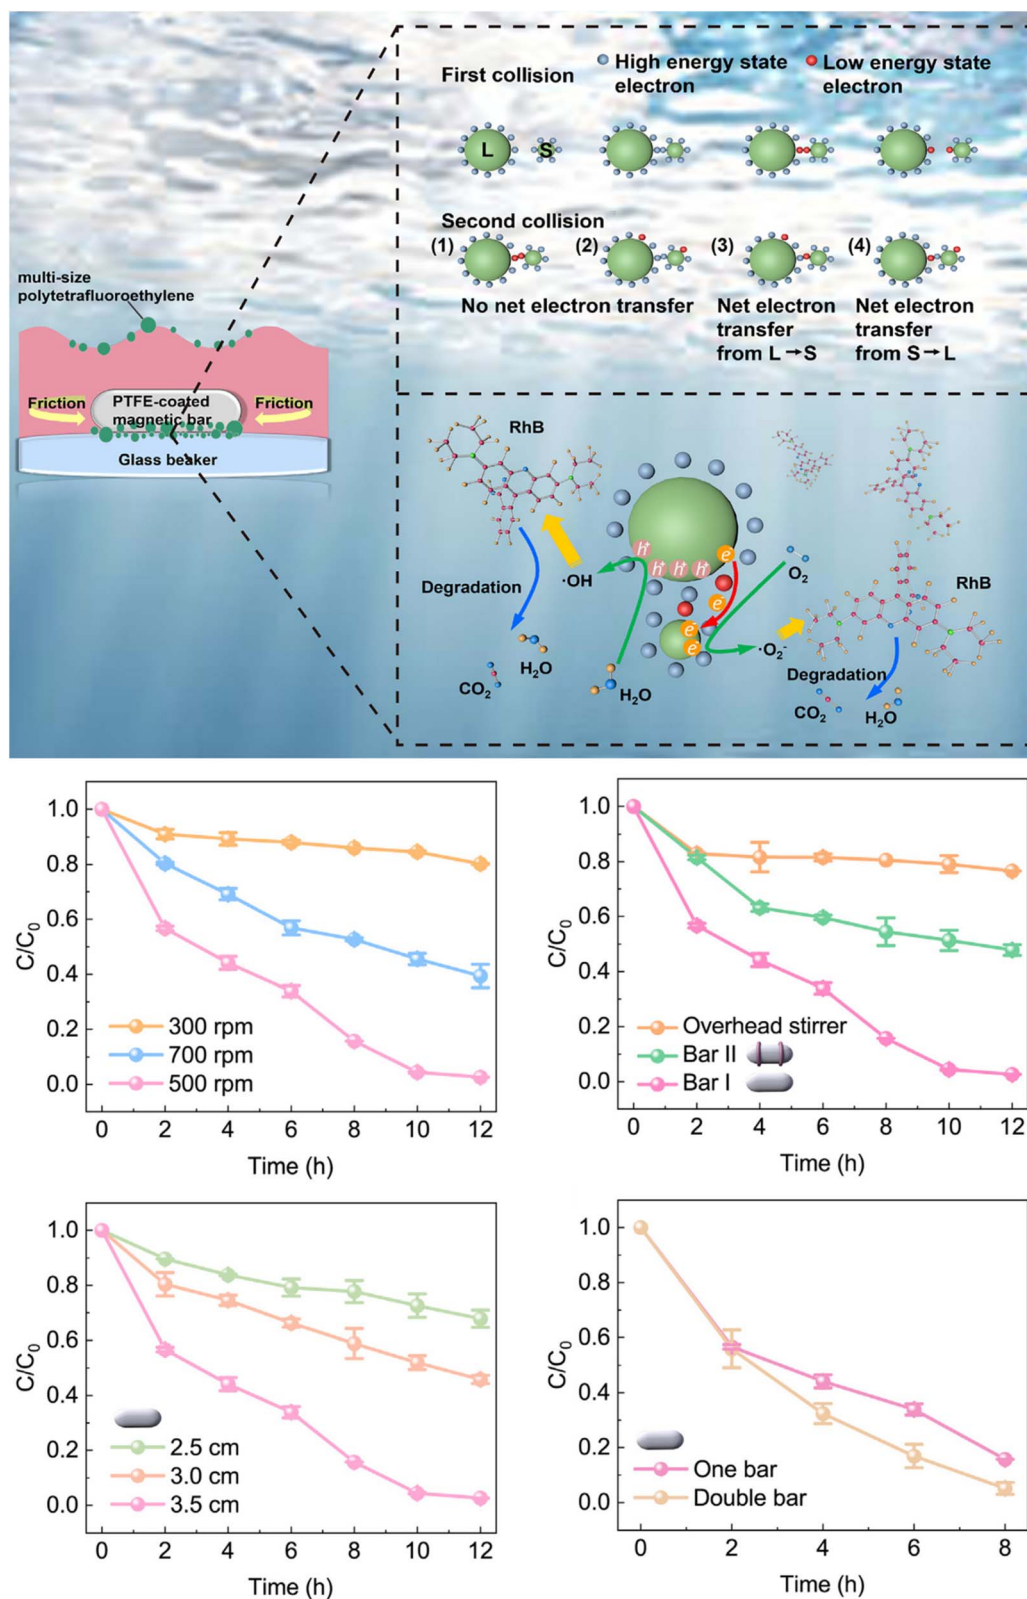 First collision
High energy state
electron
Low energy state
electron
L
S
Second collision
(1)
(2)
(3)
(4)
No net electron transfer
Net electron
transfer
from L → S
Net electron
transfer
from S → L
multi-size
polytetrafluoroethylene
Friction
PTFE-coated
magnetic bar
Friction
Glass beaker
RhB
Degradation
·OH
H₂O
CO₂
H₂O
h⁺
h⁺
h⁺
h⁺
e⁻
e⁻
e⁻
e⁻
O₂
·O₂⁻
RhB
Degradation
CO₂
H₂O
C/C₀
1.0
0.8
0.6
0.4
0.2
0.0
300 rpm
700 rpm
500 rpm
0 2 4 6 8 10 12
Time (h)
C/C₀
1.0
0.8
0.6
0.4
0.2
0.0
Overhead stirrer
Bar II
Bar I
0 2 4 6 8 10 12
Time (h)
C/C₀
1.0
0.8
0.6
0.4
0.2
0.0
2.5 cm
3.0 cm
3.5 cm
0 2 4 6 8 10 12
Time (h)
C/C₀
1.0
0.8
0.6
0.4
0.2
0.0
One bar
Double bar
0 2 4 6 8
Time (h)